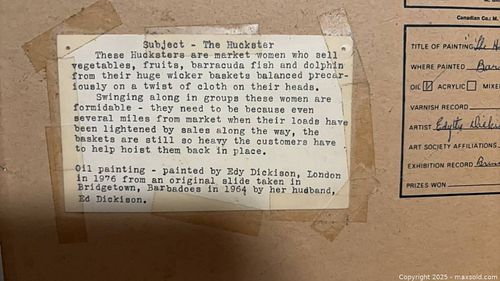 Subject - The Huckster
These Hucksters are market women who sell
vegetables, fruits, barracuda fish and dolphin
from their huge wicker baskets balanced precar-
iously on a twist of cloth on their heads.
Swinging along in groups these women are
formidable - they need to be because even
several miles from market when their loads have
been lightened by sales along the way, the
baskets are still so heavy the customers have
to help hoist them back in place.
Oil painting - painted by Edy Dickison, London
in 1976 from an original slide taken in
Bridgetown, Barbadoes in 1964 by her husband,
Ed Dickison.
Canadian Co.: M.
TITLE OF PAINTING The H
WHERE PAINTED Bar
OIL ACRYLIC MIXE
VARNISH RECORD
ARTIST
ART SOCIETY AFFILIATIONS
EXHIBITION RECORD
PRIZES WON
Copyright 2025 - maxsold.com